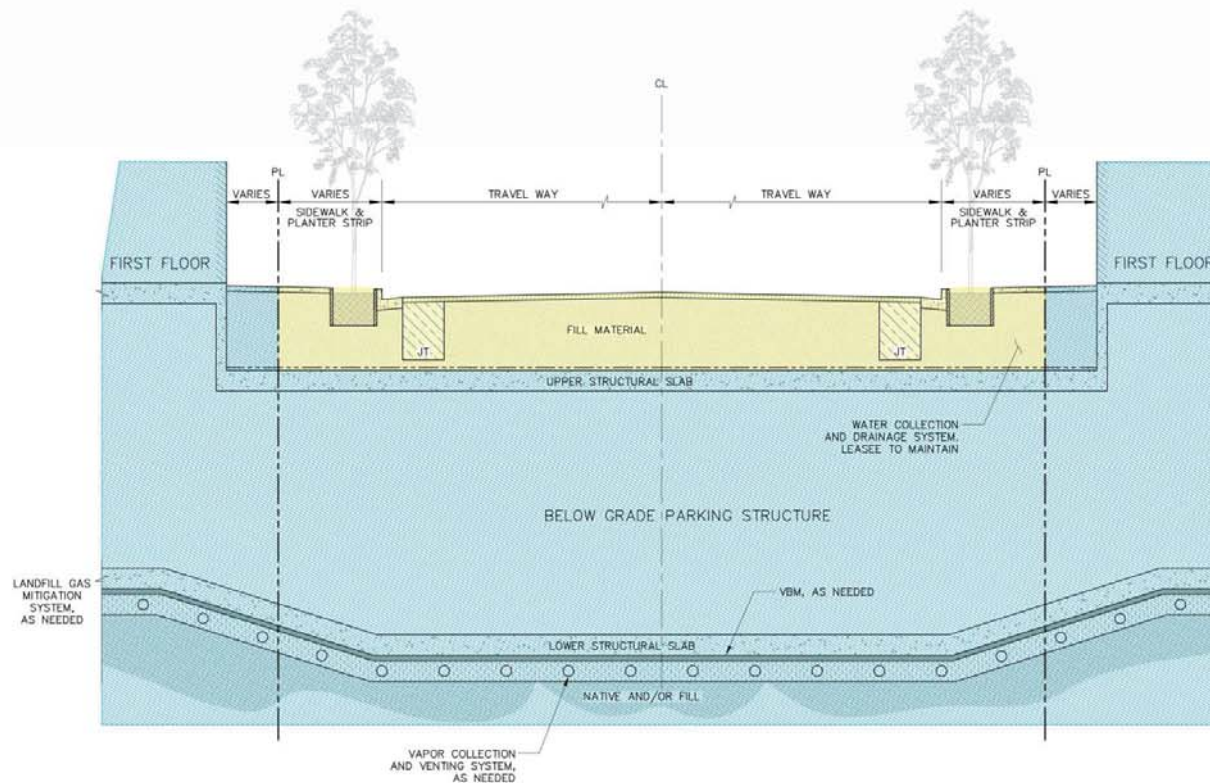 CL
PL
PL
VARIES
VARIES
TRAVEL WAY
TRAVEL WAY
VARIES
VARIES
SIDEWALK &
PLANTER STRIP
SIDEWALK &
PLANTER STRIP
FIRST FLOOR
FIRST FLOOR
FILL MATERIAL
JT
JT
UPPER STRUCTURAL SLAB
WATER COLLECTION
AND DRAINAGE SYSTEM.
LEASEE TO MAINTAIN
BELOW GRADE PARKING STRUCTURE
LANDFILL GAS
MITIGATION
SYSTEM,
AS NEEDED
VBM, AS NEEDED
LOWER STRUCTURAL SLAB
NATIVE AND/OR FILL
VAPOR COLLECTION
AND VENTING SYSTEM,
AS NEEDED